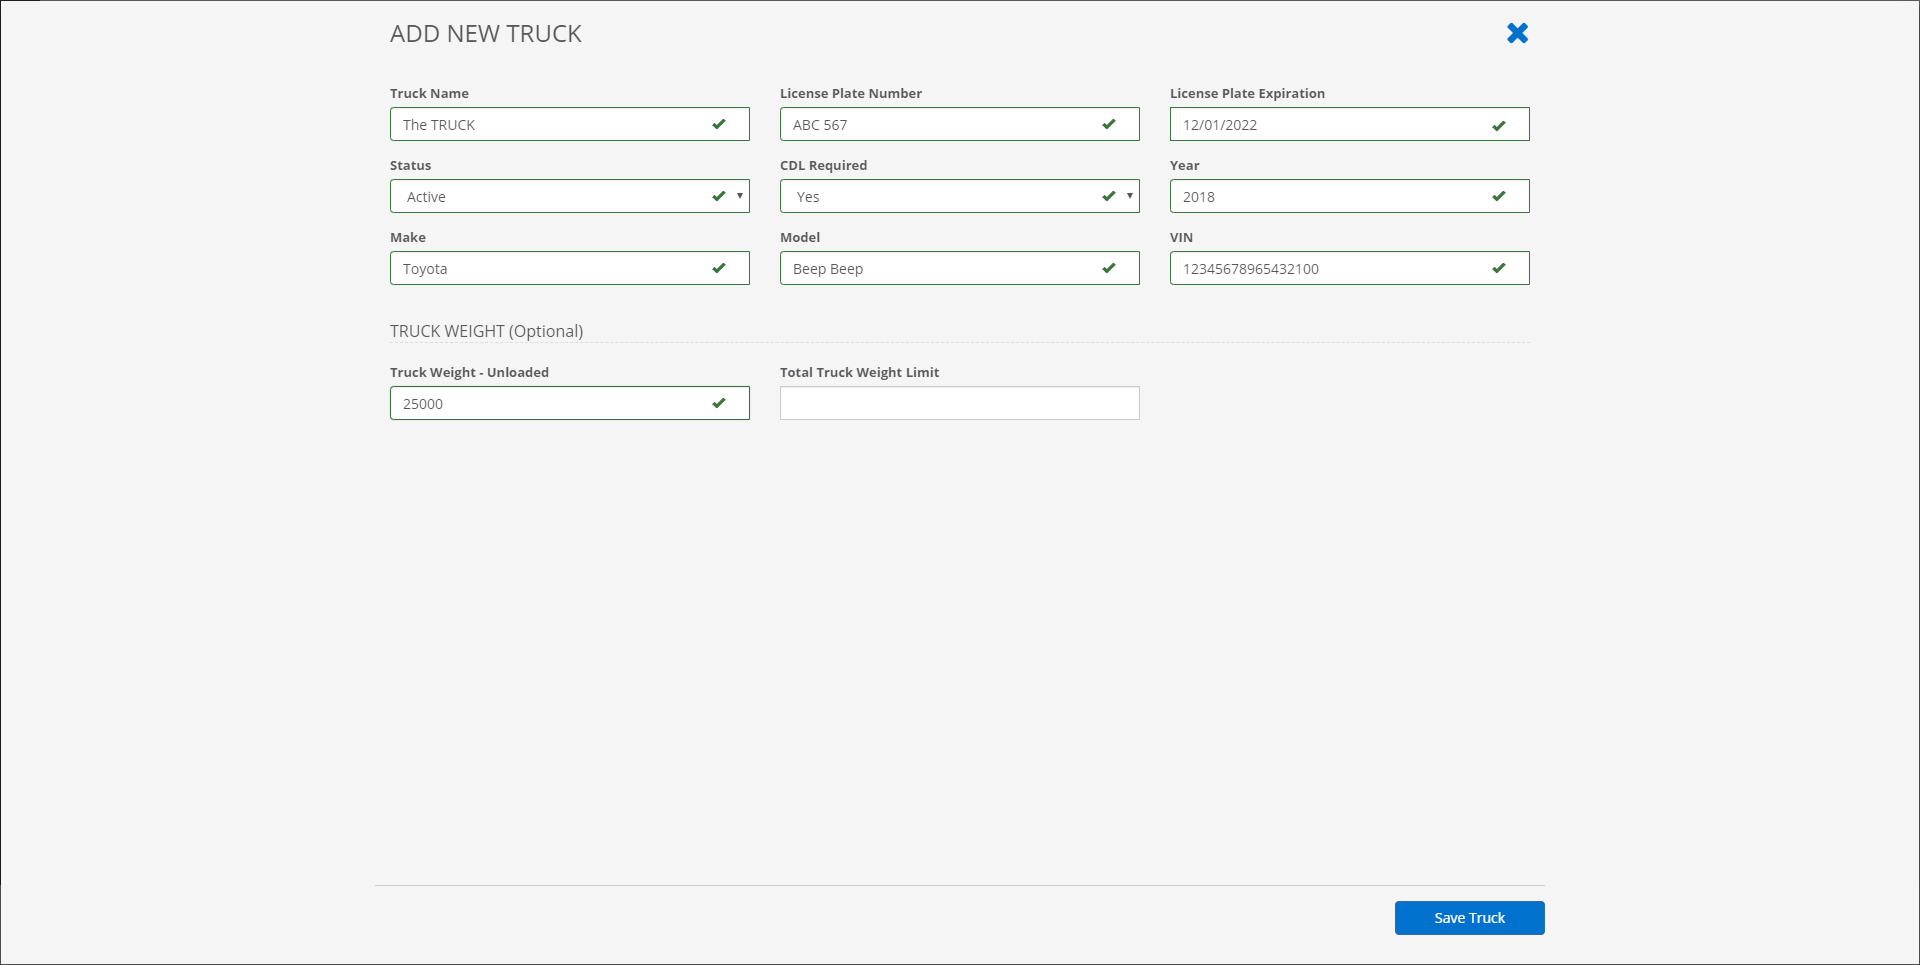 ADD NEW TRUCK
Truck Name
License Plate Number
License Plate Expiration
The TRUCK
ABC 567
12/01/2022
Status
CDL Required
Year
Active
Yes
2018
Make
Model
VIN
Toyota
Beep Beep
12345678965432100
TRUCK WEIGHT (Optional)
Truck Weight - Unloaded
Total Truck Weight Limit
25000
Save Truck